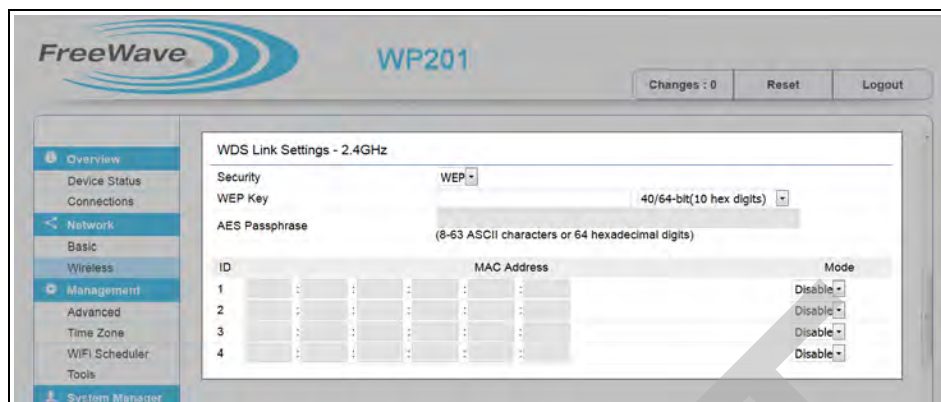 FreeWave
WP201
Changes : 0
Reset
Logout
Overview
Device Status
Connections
Network
Basic
Wireless
Management
Advanced
Time Zone
WiFi Scheduler
Tools
System Manager
WDS Link Settings - 2.4GHz
Security WEP
WEP Key 40/64-bit(10 hex digits)
AES Passphrase
(8-63 ASCII characters or 64 hexadecimal digits)
ID MAC Address Mode
1 : : : : : Disable
2 : : : : : Disable
3 : : : : : Disable
4 : : : : : Disable